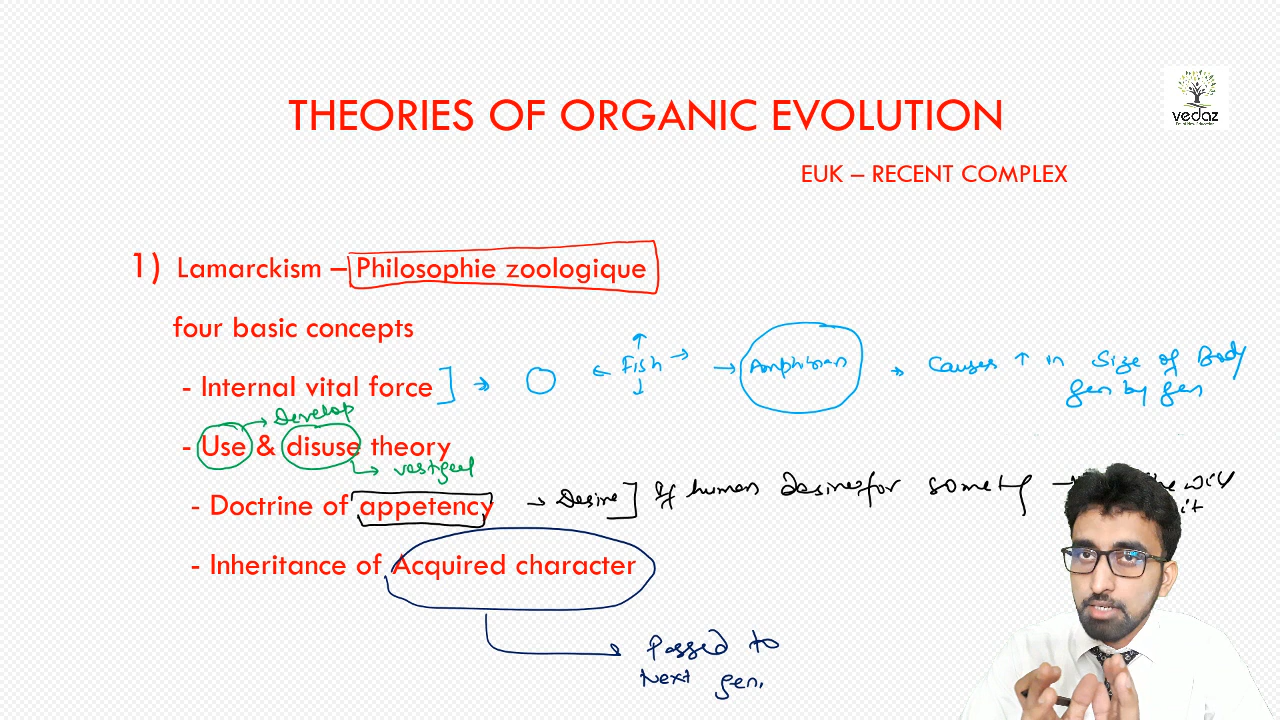 vedaz
THEORIES OF ORGANIC EVOLUTION
EUK – RECENT COMPLEX
1) Lamarckism – Philosophie zoologique
four basic concepts
- Internal vital force
Fish → Amphibian → Causes ↑ in Size of Body
gen by gen
→ Develop
- Use & disuse theory
→ vestigeal
- Doctrine of appetency → Desire] If human desires for
- Inheritance of Acquired character
Passed to
Next gen.